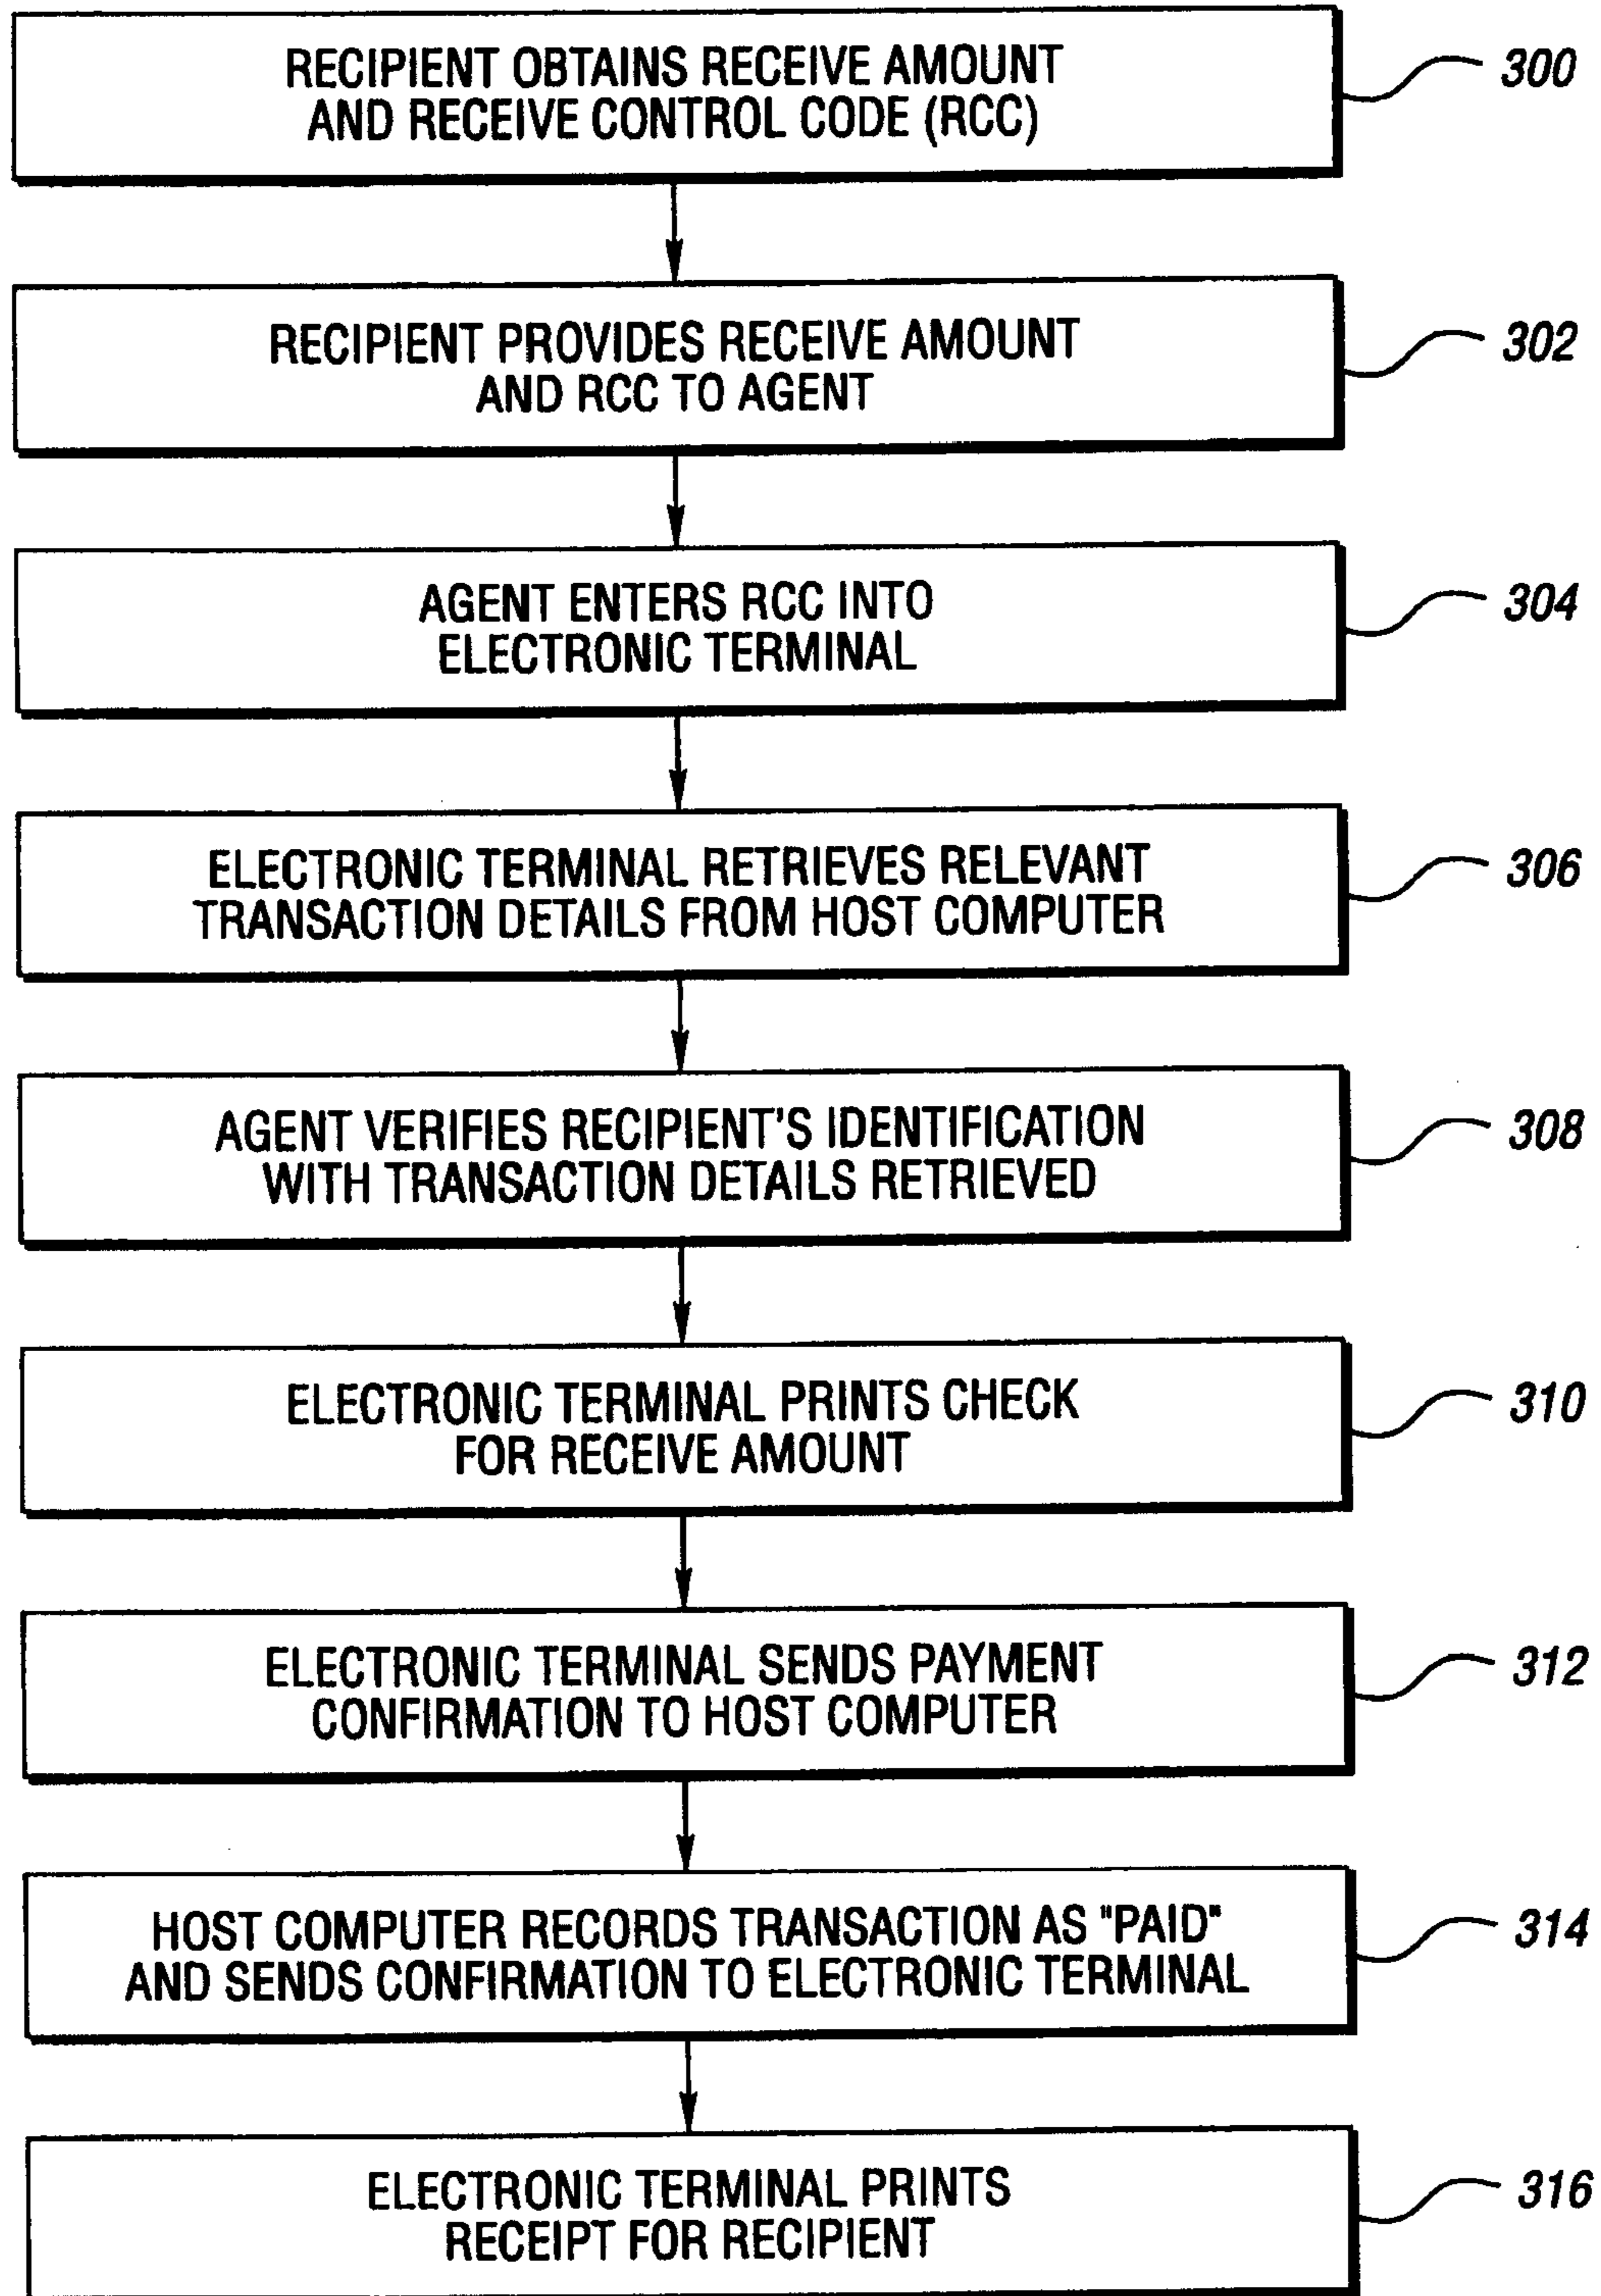 RECIPIENT OBTAINS RECEIVE AMOUNT
AND RECEIVE CONTROL CODE (RCC)
300
RECIPIENT PROVIDES RECEIVE AMOUNT
AND RCC TO AGENT
302
AGENT ENTERS RCC INTO
ELECTRONIC TERMINAL
304
ELECTRONIC TERMINAL RETRIEVES RELEVANT
TRANSACTION DETAILS FROM HOST COMPUTER
306
AGENT VERIFIES RECIPIENT'S IDENTIFICATION
WITH TRANSACTION DETAILS RETRIEVED
308
ELECTRONIC TERMINAL PRINTS CHECK
FOR RECEIVE AMOUNT
310
ELECTRONIC TERMINAL SENDS PAYMENT
CONFIRMATION TO HOST COMPUTER
312
HOST COMPUTER RECORDS TRANSACTION AS "PAID"
AND SENDS CONFIRMATION TO ELECTRONIC TERMINAL
314
ELECTRONIC TERMINAL PRINTS
RECEIPT FOR RECIPIENT
316